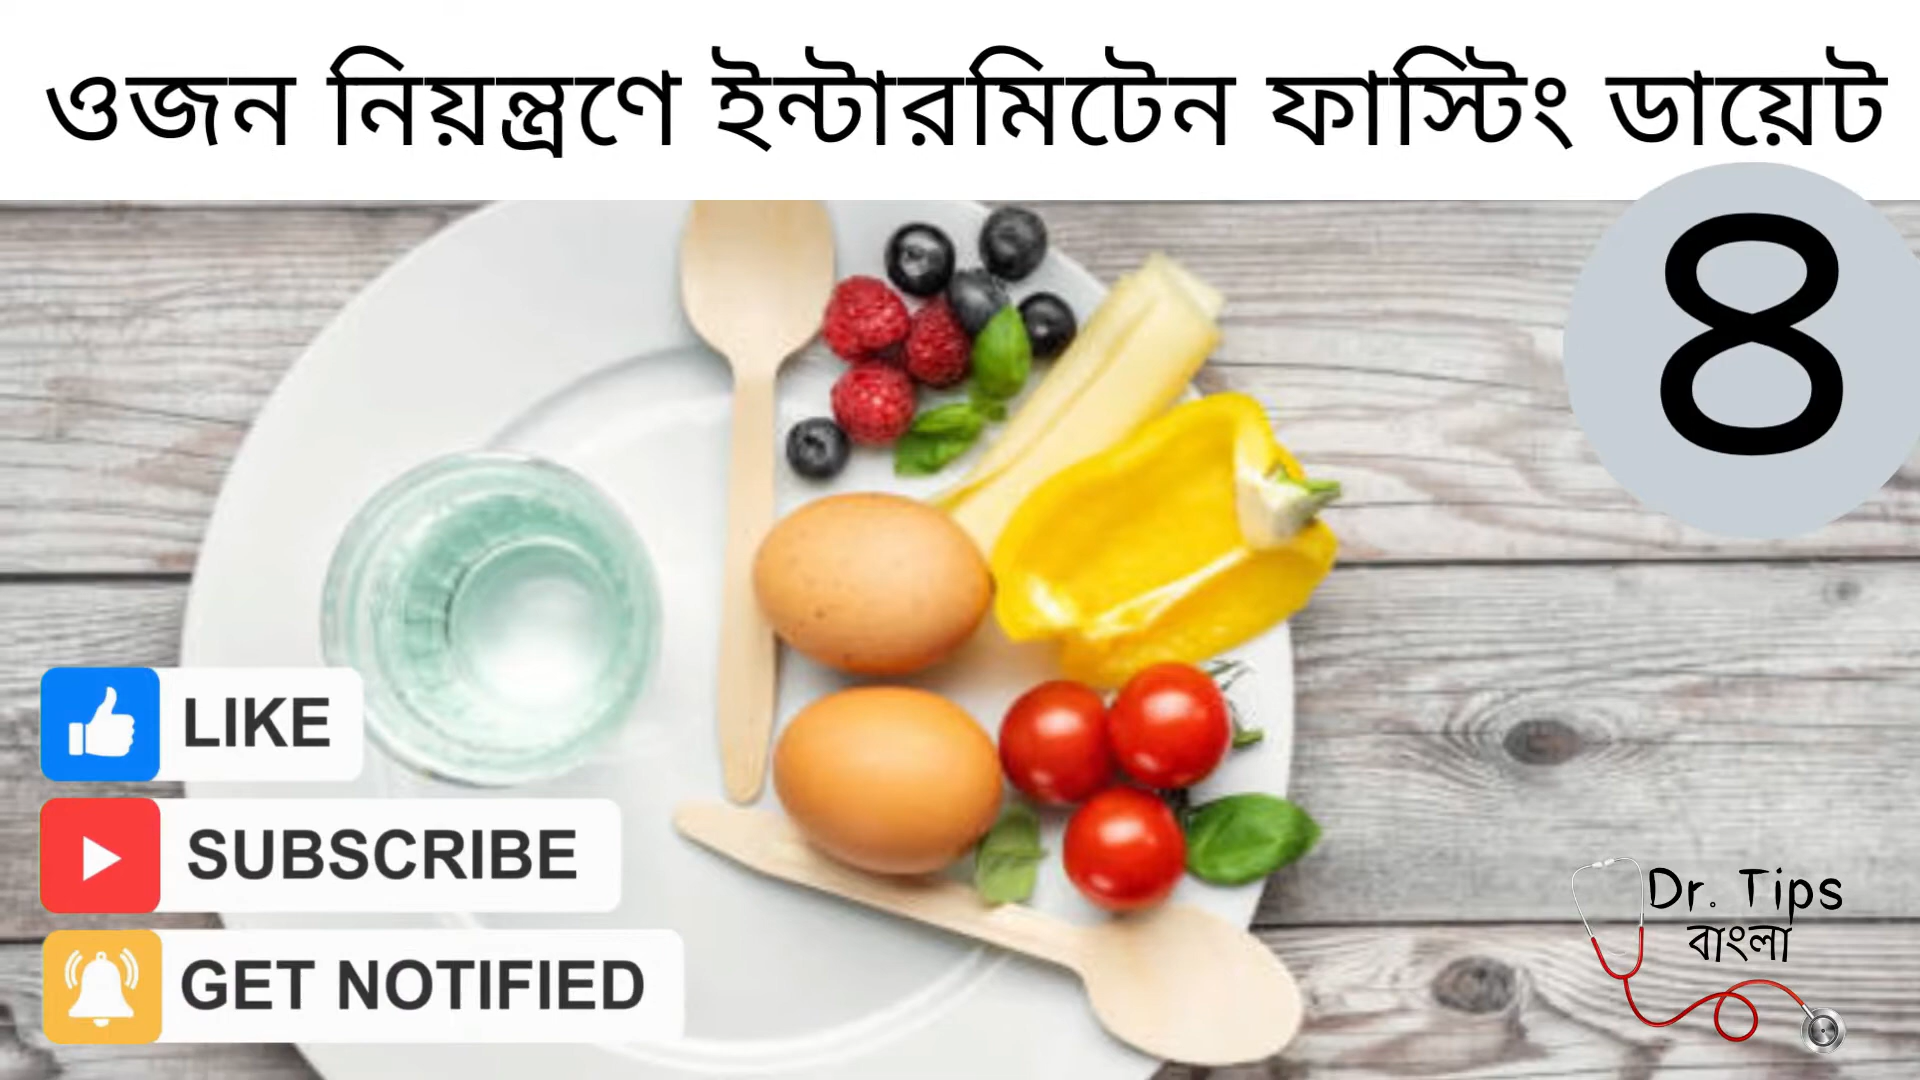 ওজন নিয়ন্ত্রণে ইন্টারমিটেন ফাস্টিং ডায়েট
৪
LIKE
SUBSCRIBE
GET NOTIFIED
Dr. Tips
বাংলা